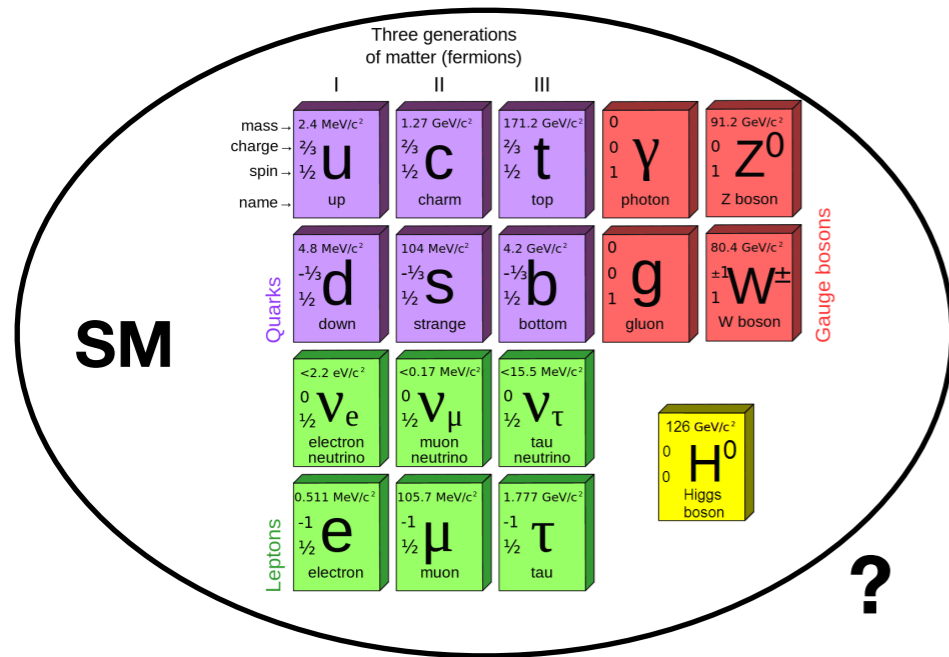 Three generations
of matter (fermions)
I II III
mass→
charge→
spin→
name→
2.4 MeV/c²
⅔
½
u
up
1.27 GeV/c²
⅔
½
c
charm
171.2 GeV/c²
⅔
½
t
top
0
0
1
γ
photon
91.2 GeV/c²
0
1
Z⁰
Z boson
Quarks
4.8 MeV/c²
-⅓
½
d
down
104 MeV/c²
-⅓
½
s
strange
4.2 GeV/c²
-⅓
½
b
bottom
0
0
1
g
gluon
80.4 GeV/c²
±1
1
W±
W boson
Gauge bosons
SM
<2.2 eV/c²
0
½
νe
electron
neutrino
<0.17 MeV/c²
0
½
νμ
muon
neutrino
<15.5 MeV/c²
0
½
ντ
tau
neutrino
126 GeV/c²
0
0
H⁰
Higgs
boson
Leptons
0.511 MeV/c²
-1
½
e
electron
105.7 MeV/c²
-1
½
μ
muon
1.777 GeV/c²
-1
½
τ
tau
?